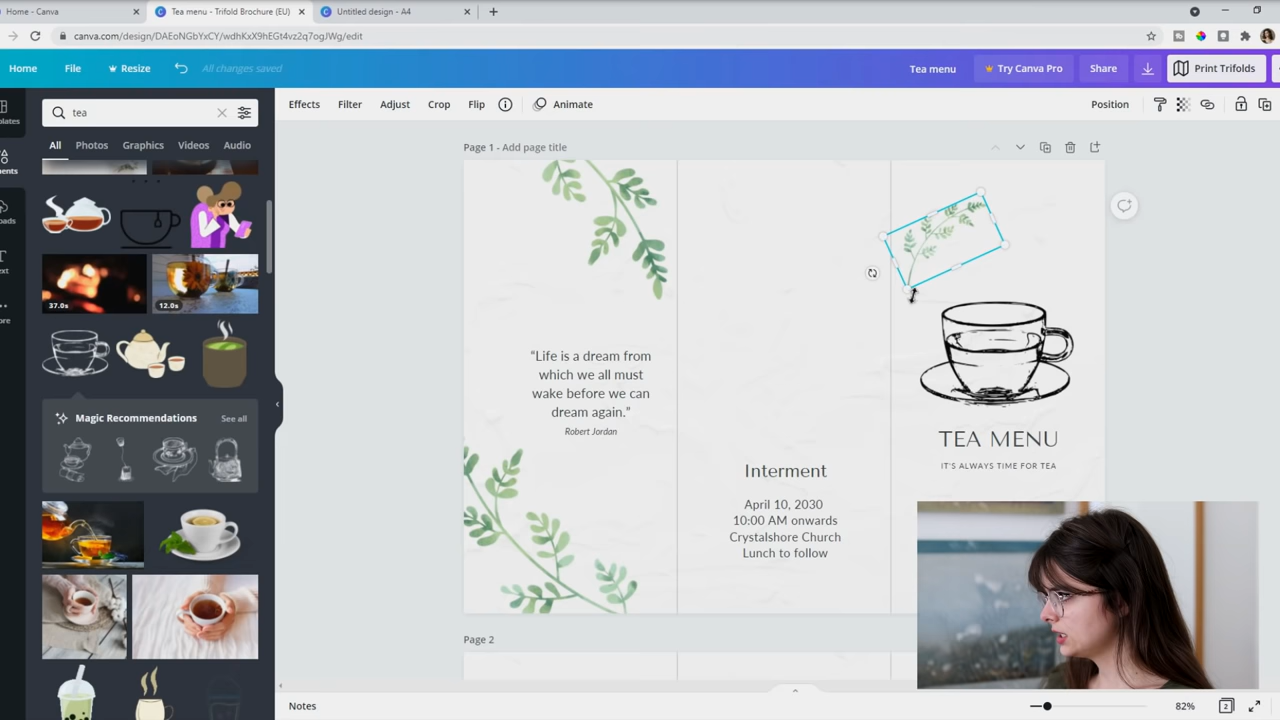 Home - Canva
Tea menu - Trifold Brochure (EU)
Untitled design - A4
canva.com/design/DAEoNGbYxCY/wdhKxX9hEGt4vz2q7ogJWg/edit
Home
File
Resize
All changes saved
Tea menu
Try Canva Pro
Share
Print Trifolds
tea
Effects
Filter
Adjust
Crop
Flip
Animate
Position
All
Photos
Graphics
Videos
Audio
Page 1 - Add page title
37.0s
12.0s
Magic Recommendations
See all
“Life is a dream from
which we all must
wake before we can
dream again.”
Robert Jordan
Interment
April 10, 2030
10:00 AM onwards
Crystalshore Church
Lunch to follow
TEA MENU
IT'S ALWAYS TIME FOR TEA
Page 2
Notes
82%
2